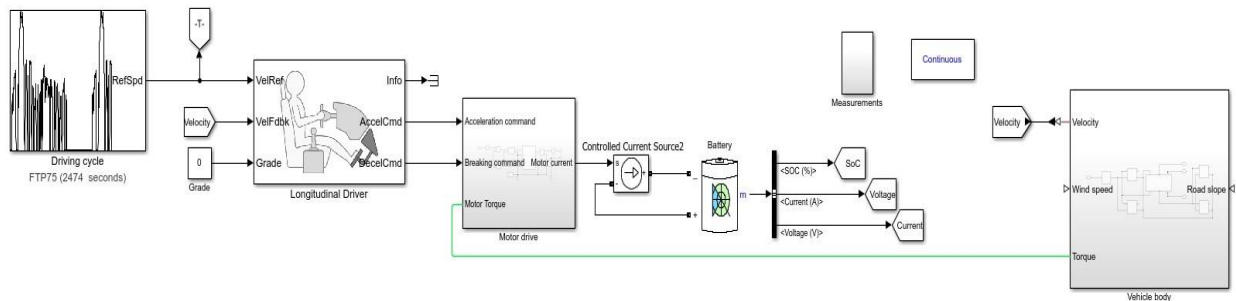 -T-
RefSpd
Driving cycle
FTP75 (2474 seconds)
Velocity
0
Grade
VelRef
VelFdbk
Grade
Info
AccelCmd
DecelCmd
Longitudinal Driver
Acceleration command
Breaking command
Motor current
Motor Torque
Motor drive
Controlled Current Source2
s
+
-
Battery
–
+
m
<SOC (%)>
<Current (A)>
<Voltage (V)>
SoC
Voltage
Current
Measurements
Continuous
Velocity
Velocity
Wind speed
Road slope
Torque
Vehicle body